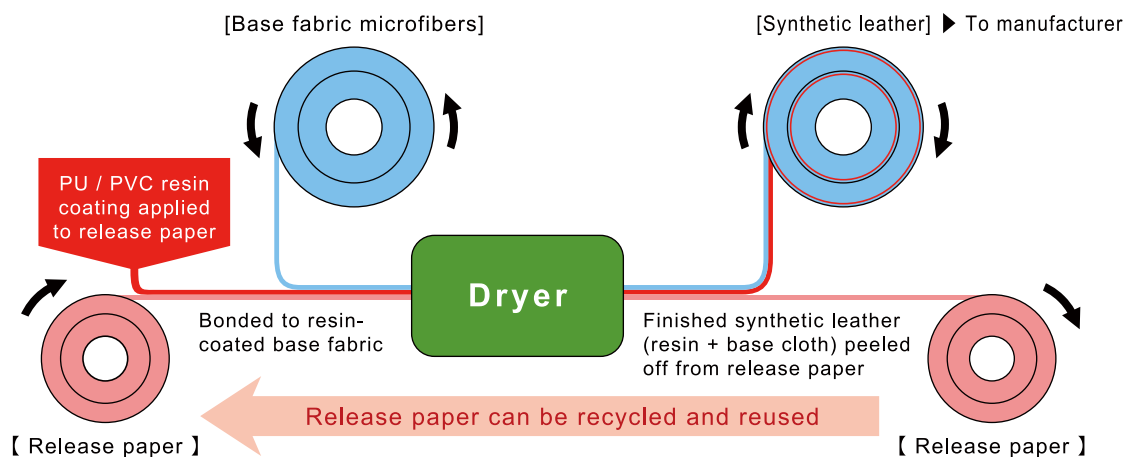 [Base fabric microfibers]
[Synthetic leather] ▶ To manufacturer
PU / PVC resin
coating applied
to release paper
Dryer
Bonded to resin-
coated base fabric
Finished synthetic leather
(resin + base cloth) peeled
off from release paper
Release paper can be recycled and reused
【 Release paper 】
【 Release paper 】